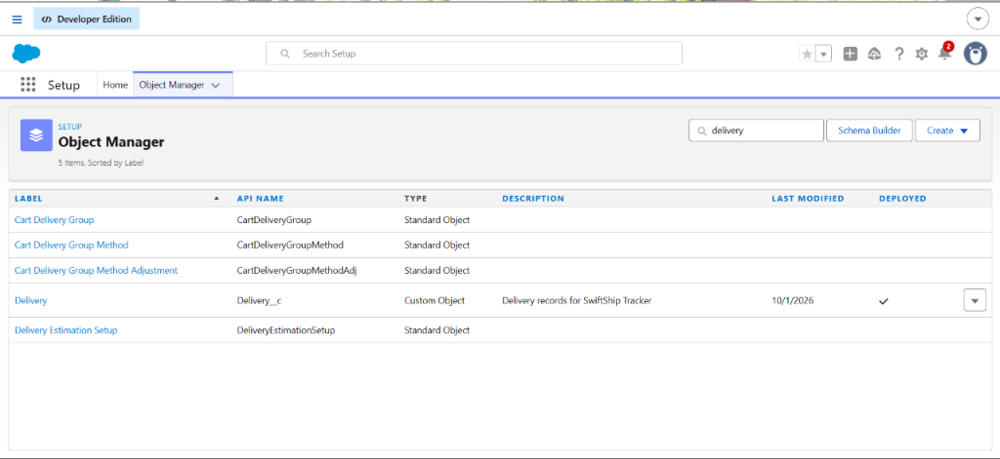 Developer Edition
Search Setup
2
Setup Home Object Manager
SETUP
Object Manager
5 Items, Sorted by Label
delivery
Schema Builder
Create
LABEL API NAME TYPE DESCRIPTION LAST MODIFIED DEPLOYED
Cart Delivery Group CartDeliveryGroup Standard Object
Cart Delivery Group Method CartDeliveryGroupMethod Standard Object
Cart Delivery Group Method Adjustment CartDeliveryGroupMethodAdj Standard Object
Delivery Delivery__c Custom Object Delivery records for SwiftShip Tracker 10/1/2026
Delivery Estimation Setup DeliveryEstimationSetup Standard Object